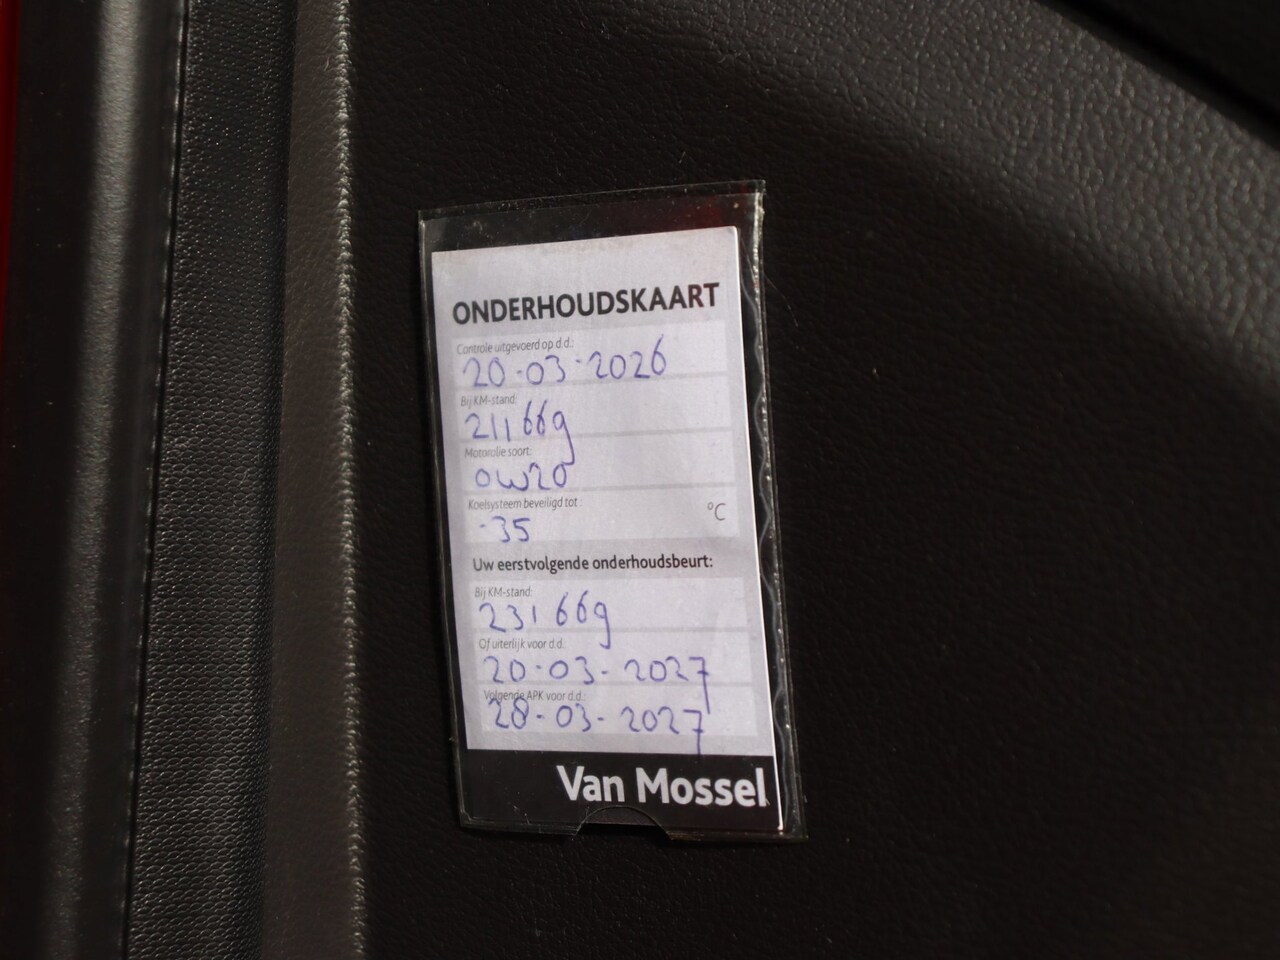 ONDERHOUDSKAART
Controle uitgevoerd op d.d.:
20-03-2026
Bij KM-stand:
211669
Motorolie soort:
0W20
Koelsysteem beveiligd tot:
°C
-35
Uw eerstvolgende onderhoudsbeurt:
Bij KM-stand:
231669
Of uiterlijk voor d.d.:
20-03-2027
Volgende APK voor d.d.:
28-03-2027
Van Mossel